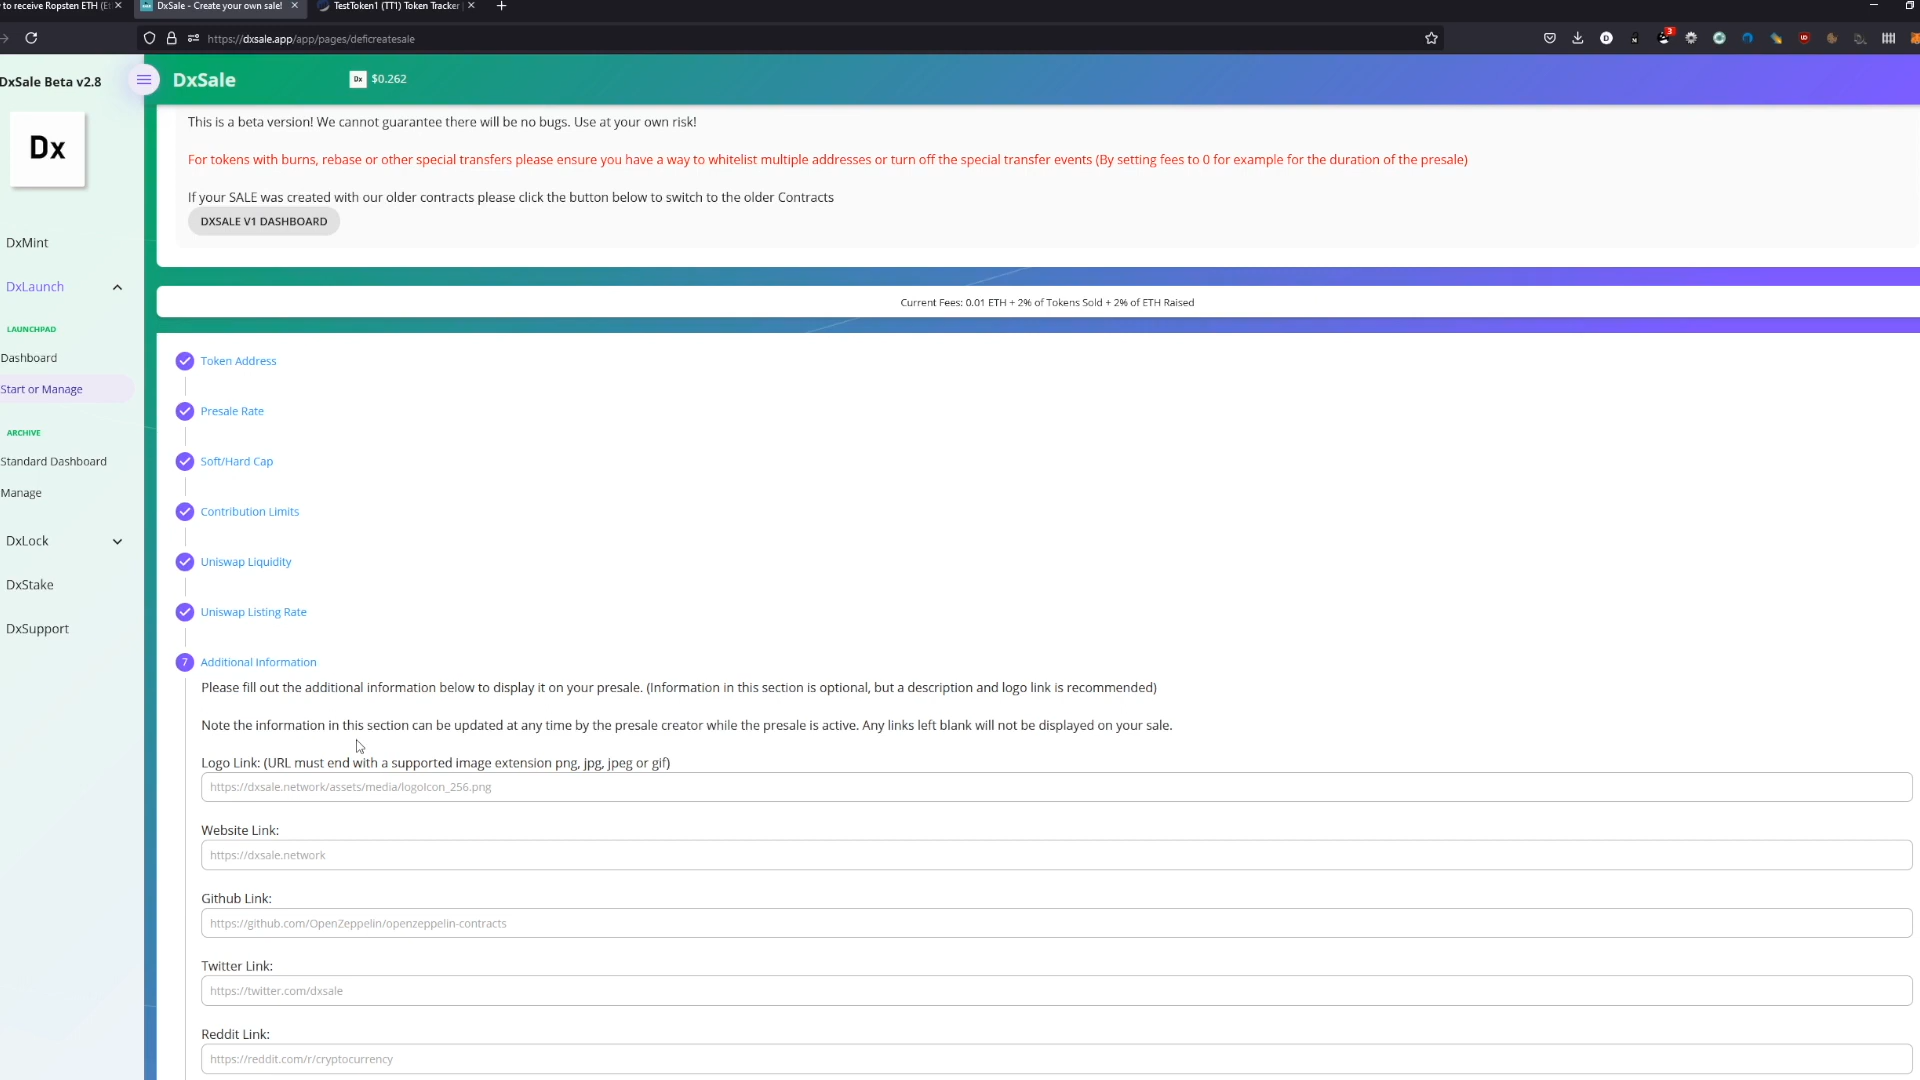 to receive Ropsten ETH (Et
DxSale - Create your own sale!
TestToken1 (TT1) Token Tracker
https://dxsale.app/app/pages/deficreatesale
3
DxSale Beta v2.8
DxSale
Dx
$0.262
Dx
DxMint
DxLaunch
LAUNCHPAD
Dashboard
Start or Manage
ARCHIVE
Standard Dashboard
Manage
DxLock
DxStake
DxSupport
This is a beta version! We cannot guarantee there will be no bugs. Use at your own risk!
For tokens with burns, rebase or other special transfers please ensure you have a way to whitelist multiple addresses or turn off the special transfer events (By setting fees to 0 for example for the duration of the presale)
If your SALE was created with our older contracts please click the button below to switch to the older Contracts
DXSALE V1 DASHBOARD
Current Fees: 0.01 ETH + 2% of Tokens Sold + 2% of ETH Raised
Token Address
Presale Rate
Soft/Hard Cap
Contribution Limits
Uniswap Liquidity
Uniswap Listing Rate
7 Additional Information
Please fill out the additional information below to display it on your presale. (Information in this section is optional, but a description and logo link is recommended)
Note the information in this section can be updated at any time by the presale creator while the presale is active. Any links left blank will not be displayed on your sale.
Logo Link: (URL must end with a supported image extension png, jpg, jpeg or gif)
https://dxsale.network/assets/media/logoIcon_256.png
Website Link:
https://dxsale.network
Github Link:
https://github.com/OpenZeppelin/openzeppelin-contracts
Twitter Link:
https://twitter.com/dxsale
Reddit Link:
https://reddit.com/r/cryptocurrency